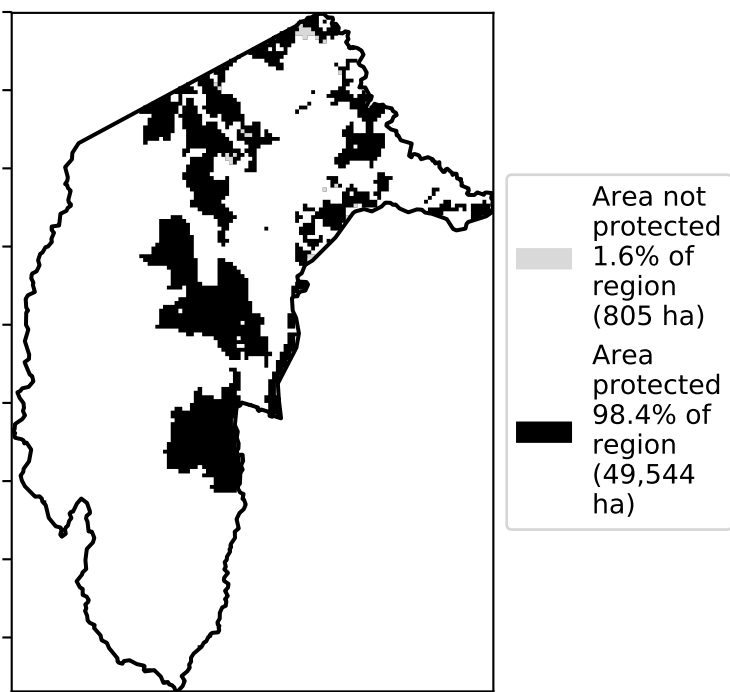 Area not
protected
1.6% of
region
(805 ha)
Area
protected
98.4% of
region
(49,544
ha)